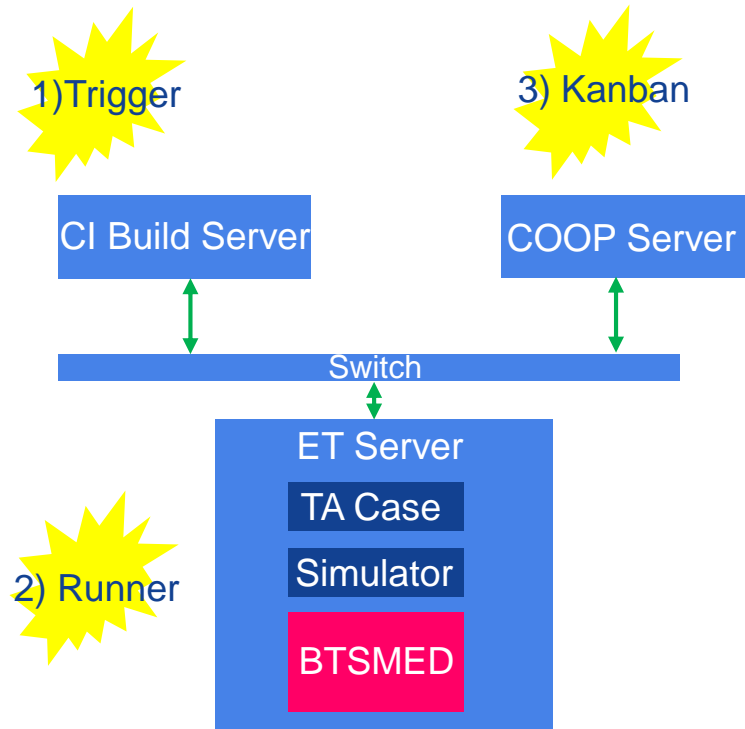 1)Trigger
3) Kanban
CI Build Server
COOP Server
Switch
ET Server
TA Case
Simulator
2) Runner
BTSMED